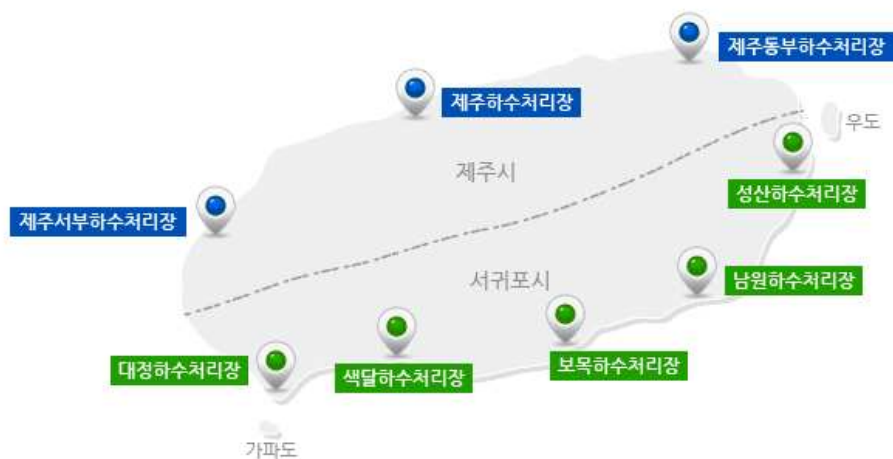 제주동부하수처리장
제주하수처리장
우도
제주시
성산하수처리장
제주서부하수처리장
서귀포시
남원하수처리장
대정하수처리장
색달하수처리장
보목하수처리장
가파도